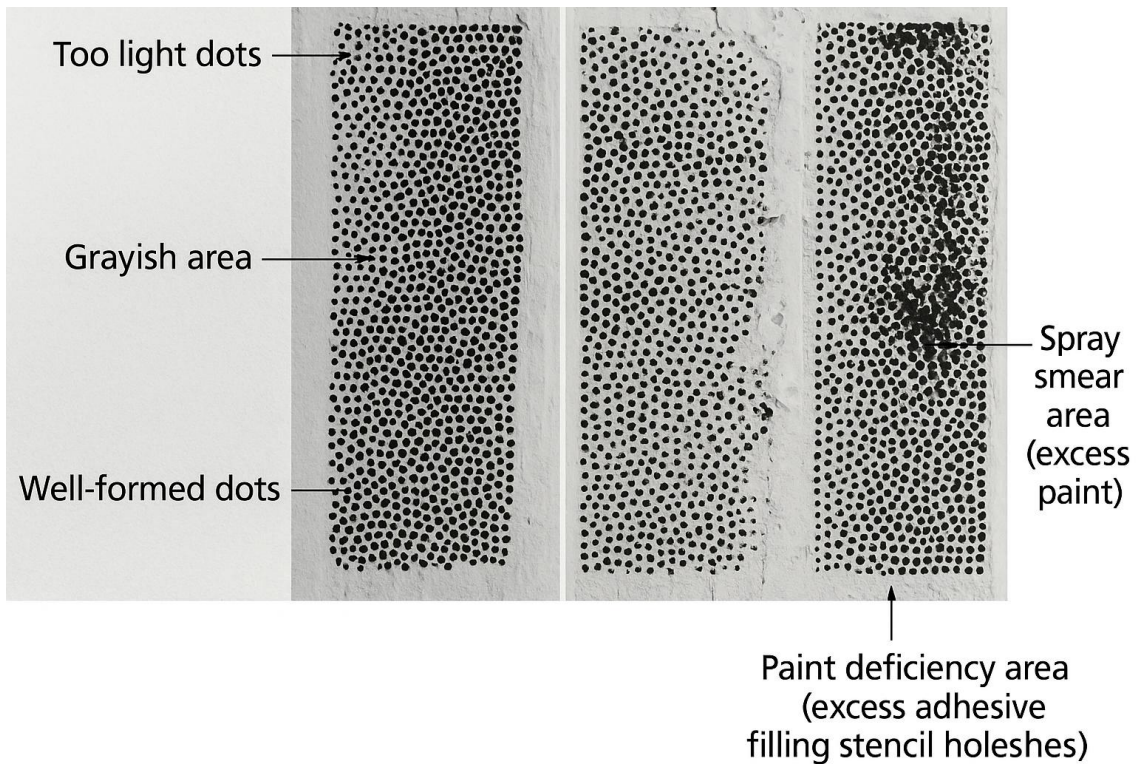 Too light dots
Grayish area
Well-formed dots
Spray
smear
area
(excess
paint)
Paint deficiency area
(excess adhesive
filling stencil holeshes)